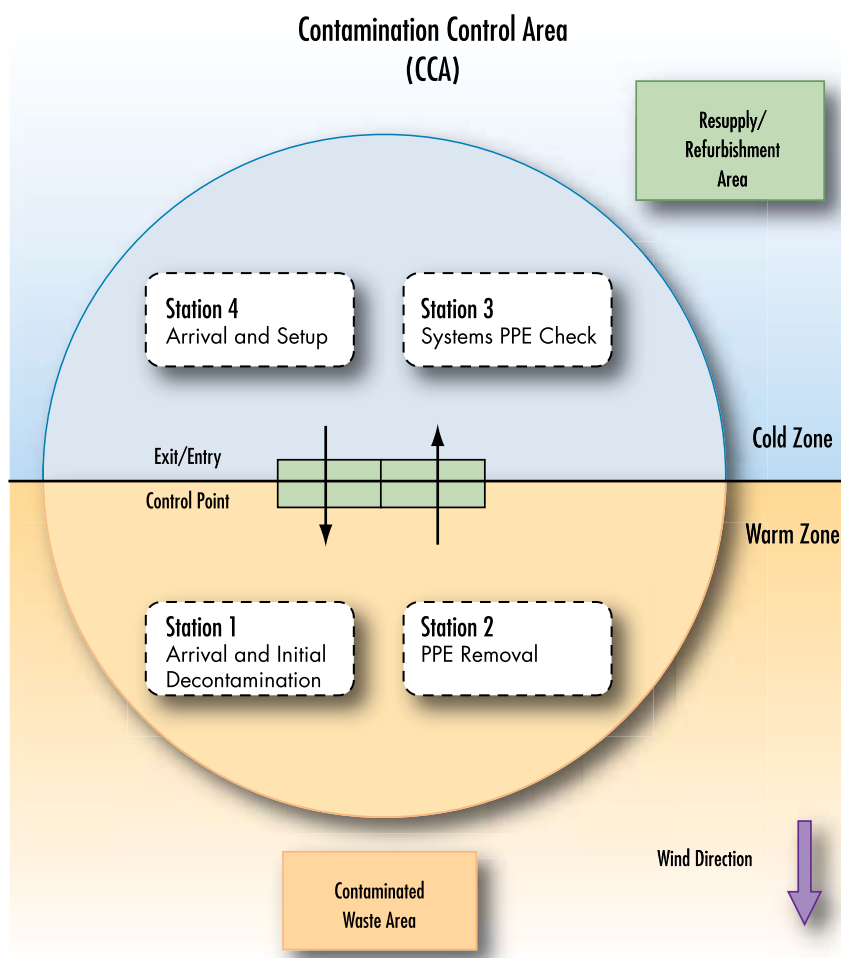 Contamination Control Area
(CCA)
Resupply/
Refurbishment
Area
Station 4
Arrival and Setup
Station 3
Systems PPE Check
Cold Zone
Exit/Entry
Control Point
Warm Zone
Station 1
Arrival and Initial
Decontamination
Station 2
PPE Removal
Wind Direction
Contaminated
Waste Area